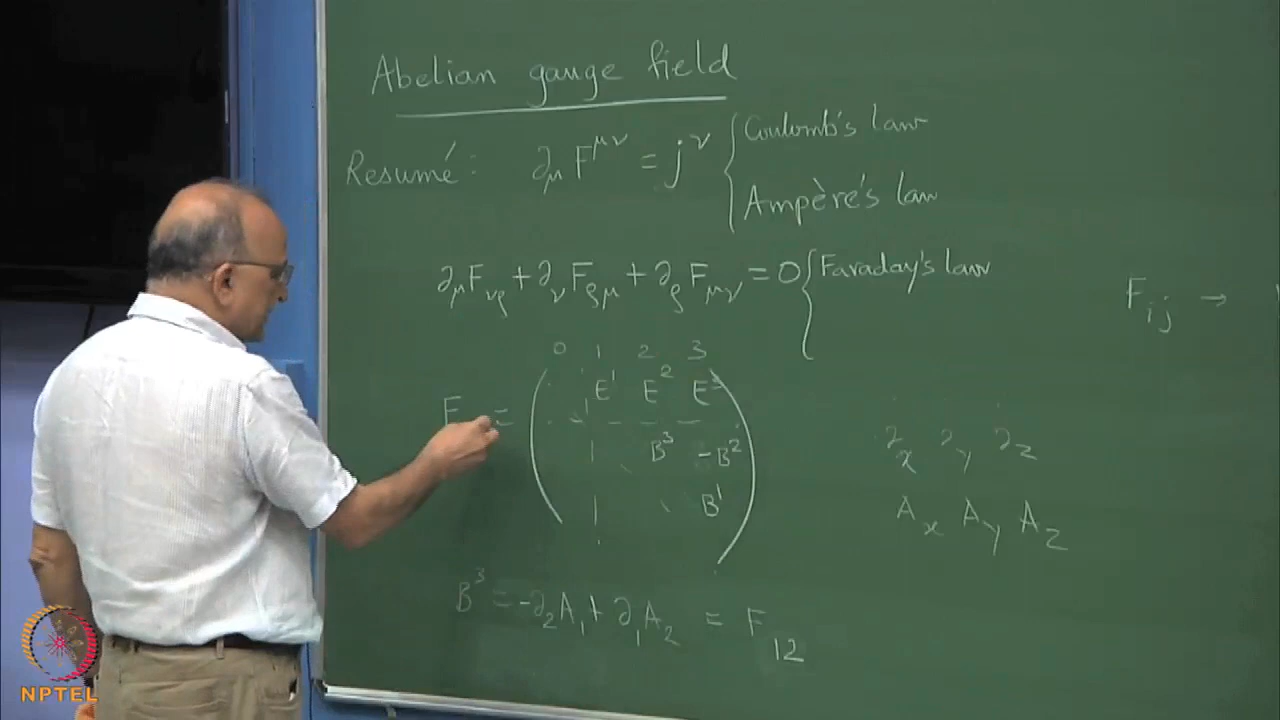 Abelian gauge field
Resumé: ∂_μ F^{μν} = j^ν { Coulomb's law
Ampère's law
∂_μ F_{νρ} + ∂_ν F_{ρμ} + ∂_ρ F_{μν} = 0 { Faraday's law
F_{ij} →
0 1 2 3
F = ( · E^1 E^2 E^3
B^3 -B^2
B^1 )
∂_x ∂_y ∂_z
A_x A_y A_z
B^3 = -∂_2 A_1 + ∂_1 A_2 = F_{12}
NPTEL